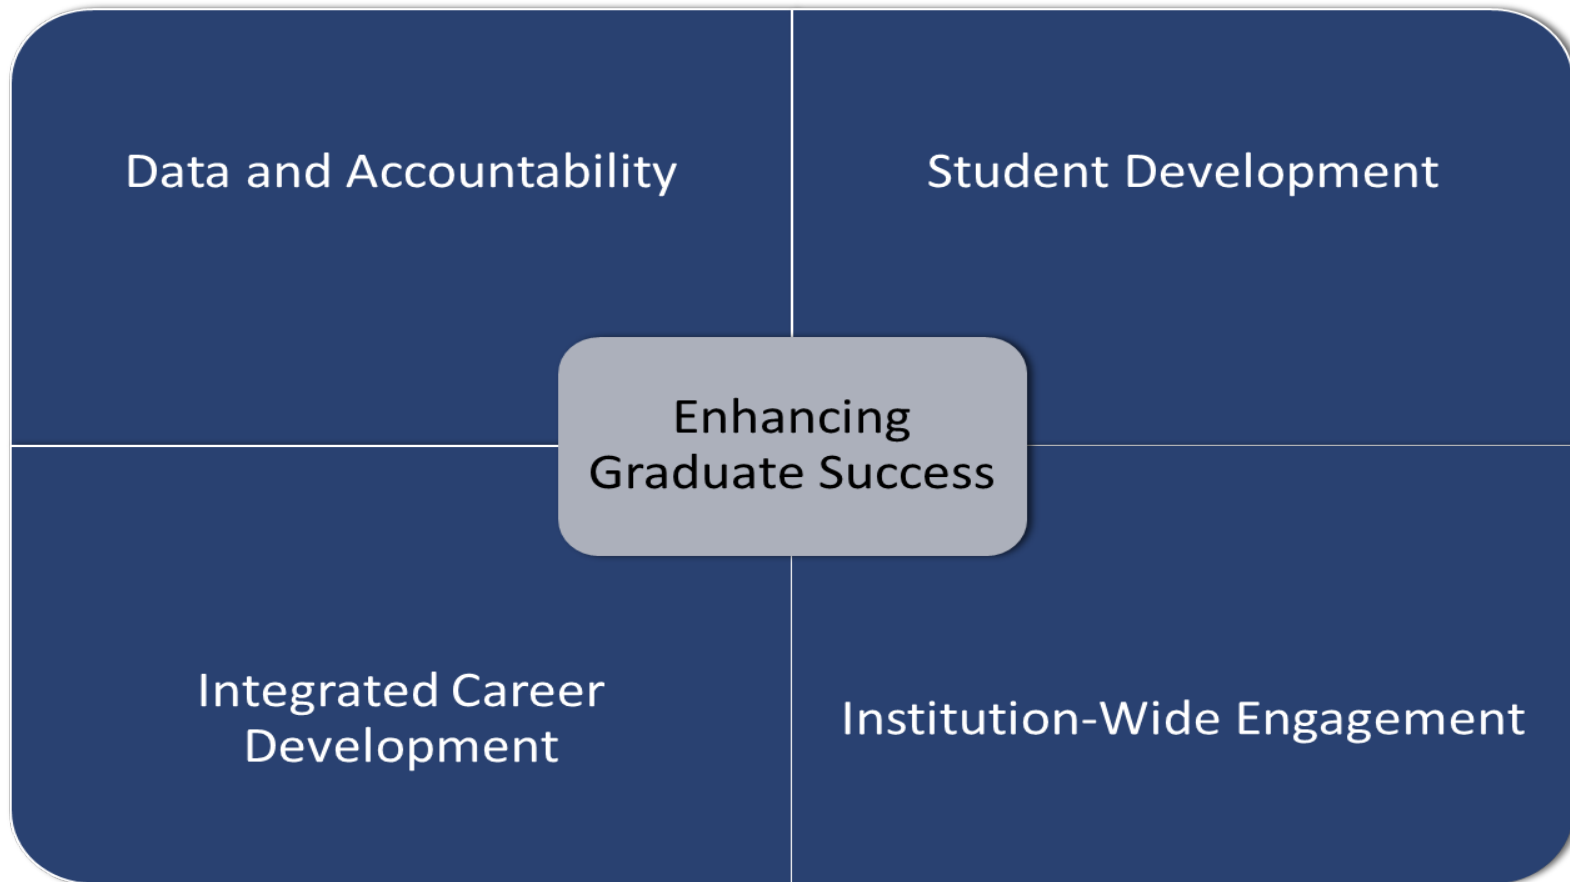 Data and Accountability
Student Development
Enhancing
Graduate Success
Integrated Career
Development
Institution-Wide Engagement